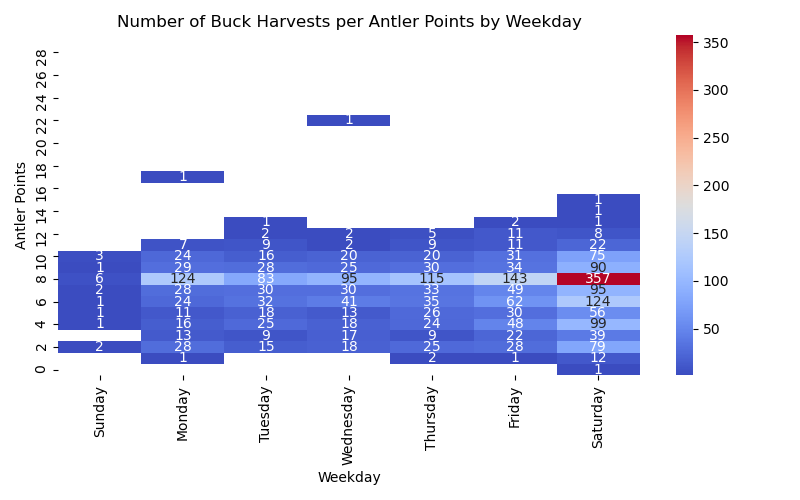 Number of Buck Harvests per Antler Points by Weekday
Antler Points
28
26
24
22
20
18
16
14
12
10
8
6
4
2
0
1
1
1
1
1 2 1
2 2 5 11 8
7 9 2 9 11 22
3 24 16 20 20 31 75
1 29 28 25 30 34 90
6 124 83 95 115 143 357
2 28 30 30 33 49 95
1 24 32 41 35 62 124
1 11 18 13 26 30 56
1 16 25 18 24 48 99
13 9 17 9 22 39
2 28 15 18 25 28 79
1 2 1 12
1
Sunday Monday Tuesday Wednesday Thursday Friday Saturday
Weekday
350
300
250
200
150
100
50